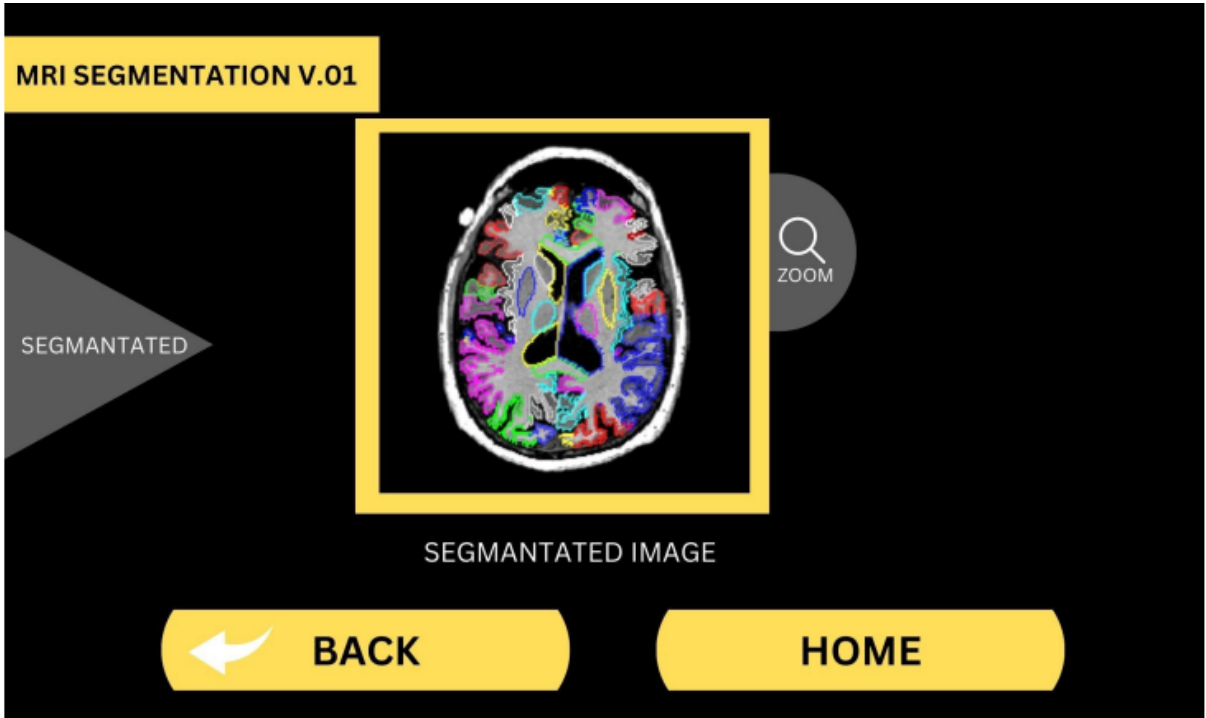 MRI SEGMENTATION V.01
ZOOM
SEGMANTATED
SEGMANTATED IMAGE
BACK
HOME